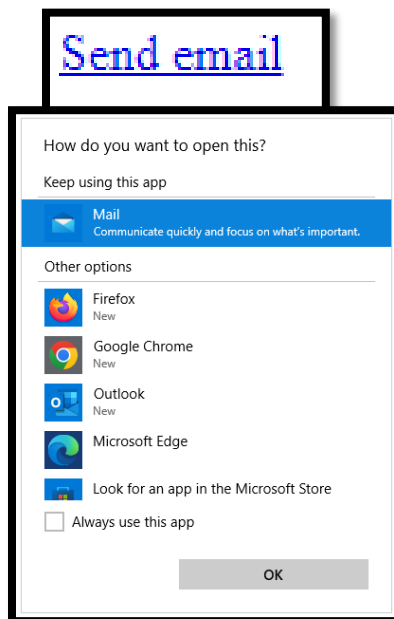 Send email
How do you want to open this?
Keep using this app
Mail
Communicate quickly and focus on what's important.
Other options
Firefox
New
Google Chrome
New
Outlook
New
Microsoft Edge
Look for an app in the Microsoft Store
Always use this app
OK